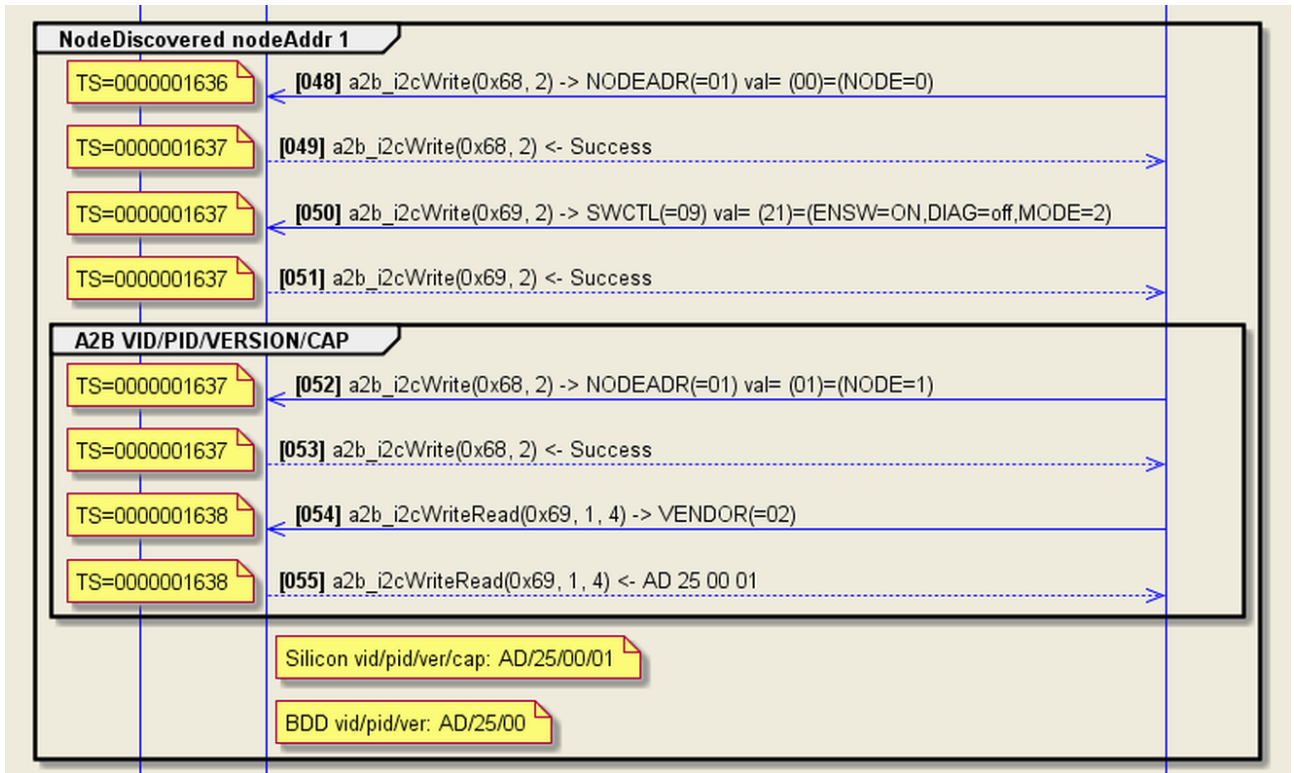 NodeDiscovered nodeAddr 1
TS=0000001636 [048] a2b_i2cWrite(0x68, 2) -> NODEADR(=01) val= (00)=(NODE=0)
TS=0000001637 [049] a2b_i2cWrite(0x68, 2) <- Success
TS=0000001637 [050] a2b_i2cWrite(0x69, 2) -> SWCTL(=09) val= (21)=(ENSW=ON,DIAG=off,MODE=2)
TS=0000001637 [051] a2b_i2cWrite(0x69, 2) <- Success
A2B VID/PID/VERSION/CAP
TS=0000001637 [052] a2b_i2cWrite(0x68, 2) -> NODEADR(=01) val= (01)=(NODE=1)
TS=0000001637 [053] a2b_i2cWrite(0x68, 2) <- Success
TS=0000001638 [054] a2b_i2cWriteRead(0x69, 1, 4) -> VENDOR(=02)
TS=0000001638 [055] a2b_i2cWriteRead(0x69, 1, 4) <- AD 25 00 01
Silicon vid/pid/ver/cap: AD/25/00/01
BDD vid/pid/ver: AD/25/00